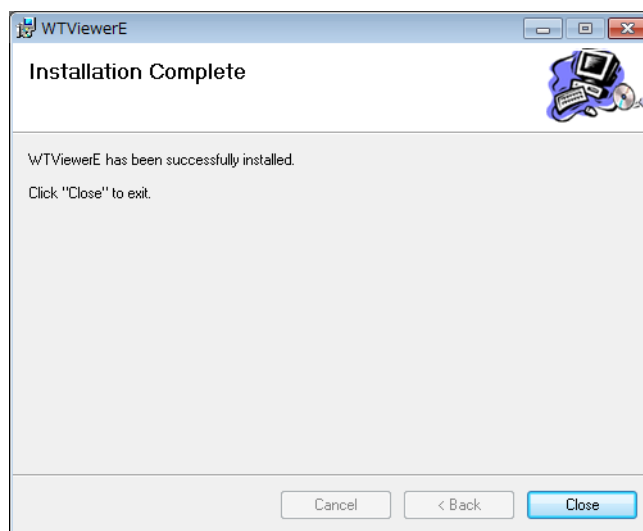 WTViewerE
Installation Complete
WTViewerE has been successfully installed.
Click "Close" to exit.
Cancel
< Back
Close